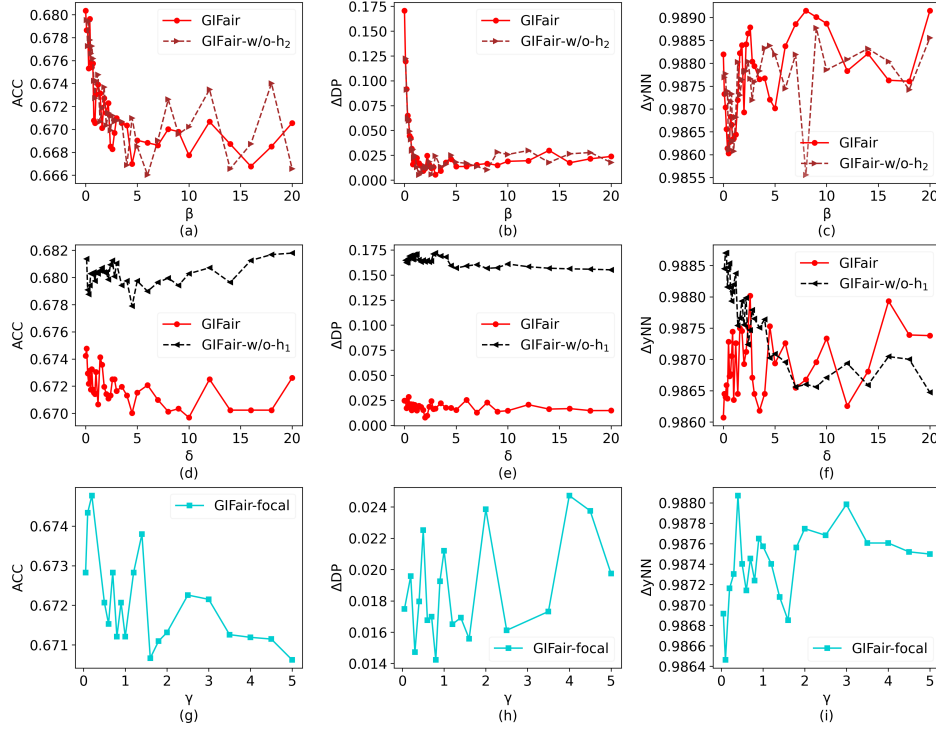 0.680
0.678
0.676
0.674
0.672
0.670
0.668
0.666
ACC
GIFair
GIFair-w/o-h₂
0 5 10 15 20
β
(a)
0.175
0.150
0.125
0.100
0.075
0.050
0.025
0.000
ΔDP
GIFair
GIFair-w/o-h₂
0 5 10 15 20
β
(b)
0.9890
0.9885
0.9880
0.9875
0.9870
0.9865
0.9860
0.9855
ΔyNN
GIFair
GIFair-w/o-h₂
0 5 10 15 20
β
(c)
0.682
0.680
0.678
0.676
0.674
0.672
0.670
ACC
GIFair
GIFair-w/o-h₁
0 5 10 15 20
δ
(d)
0.175
0.150
0.125
0.100
0.075
0.050
0.025
0.000
ΔDP
GIFair
GIFair-w/o-h₁
0 5 10 15 20
δ
(e)
0.9885
0.9880
0.9875
0.9870
0.9865
0.9860
ΔyNN
GIFair
GIFair-w/o-h₁
0 5 10 15 20
δ
(f)
0.674
0.673
0.672
0.671
ACC
GIFair-focal
0 1 2 3 4 5
γ
(g)
0.024
0.022
0.020
0.018
0.016
0.014
ΔDP
GIFair-focal
0 1 2 3 4 5
γ
(h)
0.9880
0.9878
0.9876
0.9874
0.9872
0.9870
0.9868
0.9866
0.9864
ΔyNN
GIFair-focal
0 1 2 3 4 5
γ
(i)